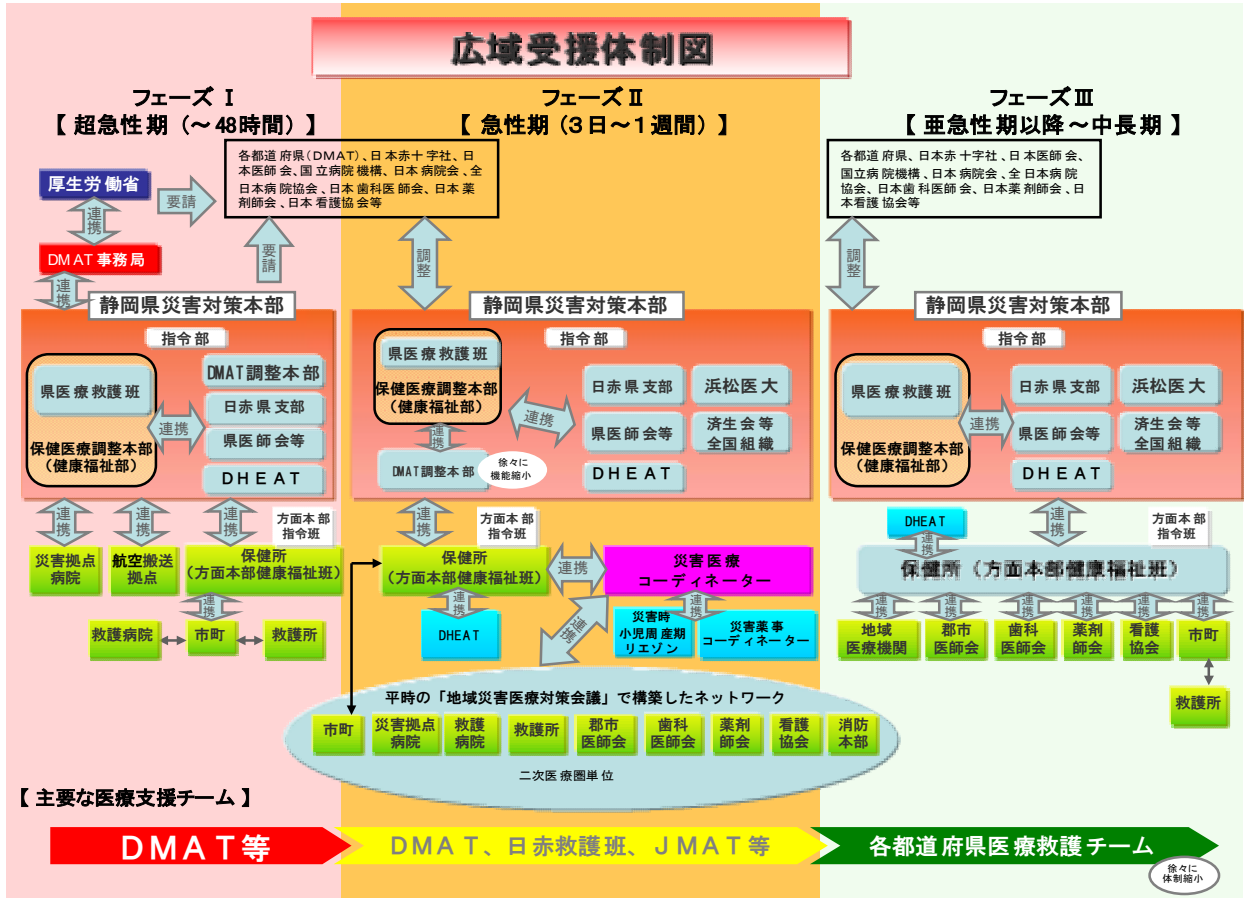 広域受援体制図
フェーズ Ⅰ
【 超急性期 (～48時間) 】
厚生労働省
連携
要請
DMAT事務局
連携
要請
各都道府県(DMAT)、日本赤十字社、日
本医師会、国立病院機構、日本病院会、全
日本病院協会、日本歯科医師会、日本薬
剤師会、日本看護協会等
静岡県災害対策本部
指令部
県医療救護班
保健医療調整本部
(健康福祉部)
連携
DMAT調整本部
日赤県支部
県医師会等
DHEAT
連携
連携
連携
方面本部
指令班
災害拠点
病院
航空搬送
拠点
保健所
(方面本部健康福祉班)
連携
救護病院
市町
救護所
フェーズⅡ
【 急性期 (3日～1週間) 】
調整
静岡県災害対策本部
指令部
県医療救護班
保健医療調整本部
(健康福祉部)
連携
連携
DMAT調整本部
徐々に
機能縮小
日赤県支部
浜松医大
県医師会等
済生会等
全国組織
DHEAT
連携
方面本部
指令班
保健所
(方面本部健康福祉班)
連携
災害医療
コーディネーター
連携
DHEAT
連携
連携
災害時
小児周産期
リエゾン
災害薬事
コーディネーター
平時の「地域災害医療対策会議」で構築したネットワーク
市町
災害拠点
病院
救護
病院
救護所
郡市
医師会
歯科
医師会
薬剤
師会
看護
協会
消防
本部
二次医療圏単位
フェーズⅢ
【 亜急性期以降～中長期 】
各都道府県、日本赤十字社、日本医師会、
国立病院機構、日本病院会、全日本病院
協会、日本歯科医師会、日本薬剤師会、日
本看護協会等
調整
静岡県災害対策本部
指令部
県医療救護班
保健医療調整本部
(健康福祉部)
連携
日赤県支部
浜松医大
県医師会等
済生会等
全国組織
DHEAT
連携
方面本部
指令班
DHEAT
連携
保健所 (方面本部健康福祉班)
連携
連携
連携
連携
連携
連携
地域
医療機関
郡市
医師会
歯科
医師会
薬剤
師会
看護
協会
市町
救護所
【 主要な医療支援チーム 】
DMAT等
DMAT、日赤救護班、JMAT等
各都道府県医療救護チーム
徐々に
体制縮小